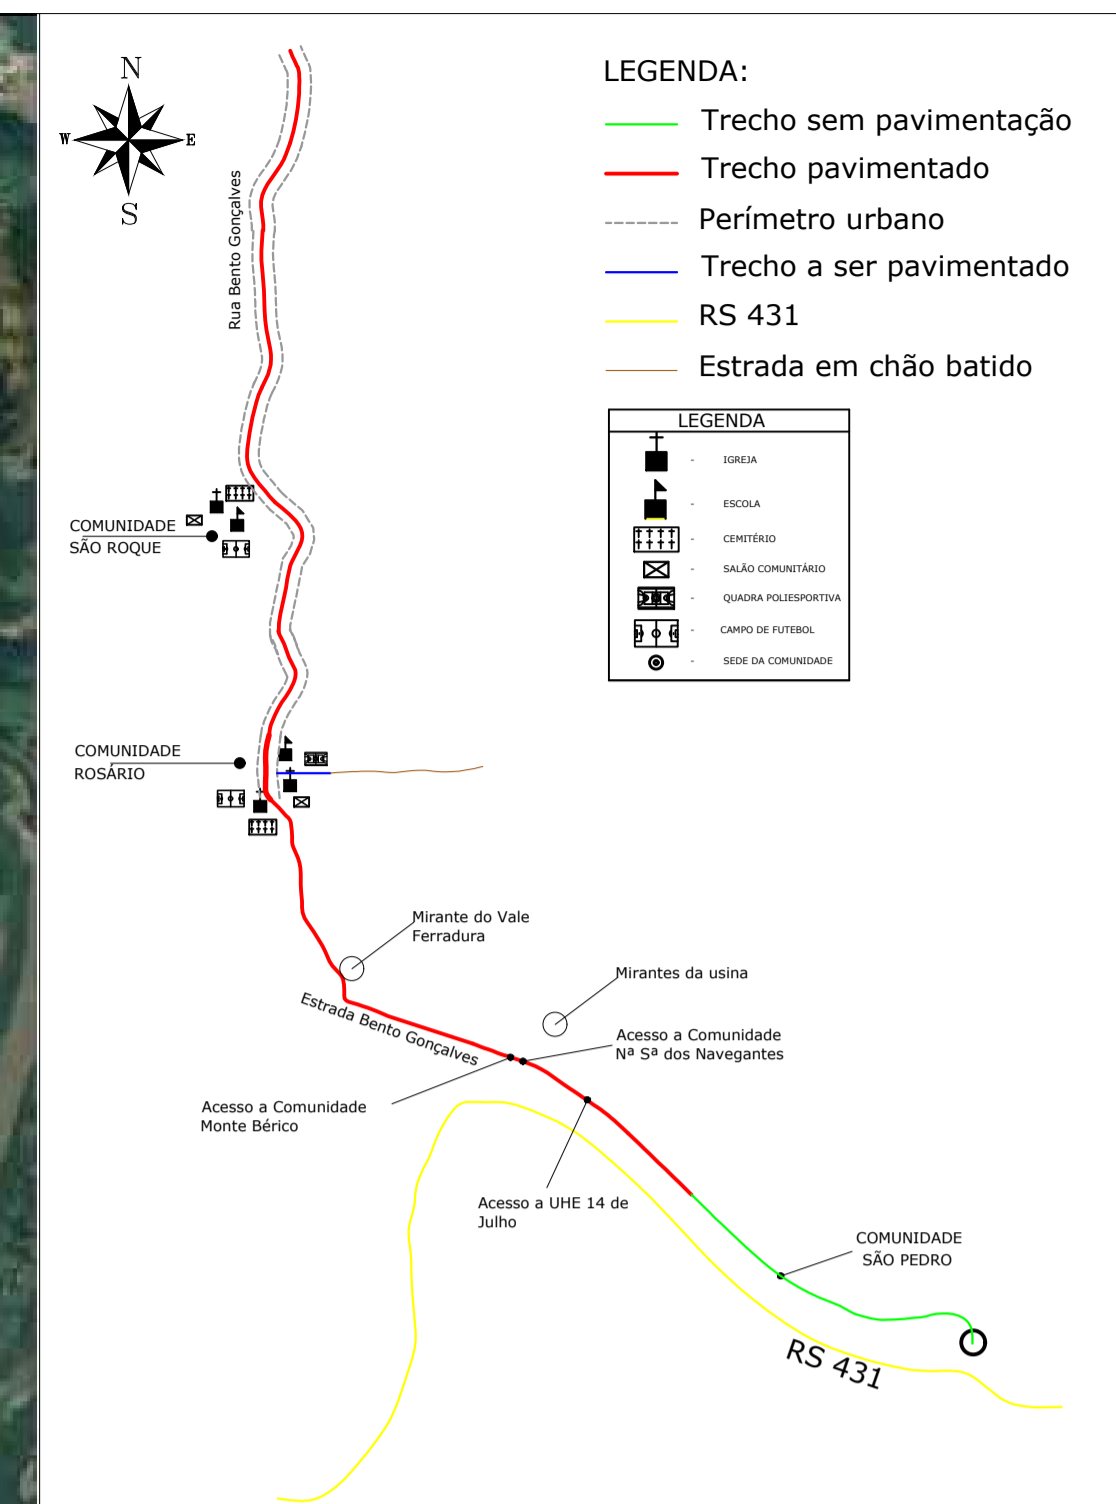 N
W
E
S
Rua Bento Gonçalves
LEGENDA:
Trecho sem pavimentação
Trecho pavimentado
Perímetro urbano
Trecho a ser pavimentado
RS 431
Estrada em chão batido
LEGENDA
- IGREJA
- ESCOLA
- CEMITÉRIO
- SALÃO COMUNITÁRIO
- QUADRA POLIESPORTIVA
- CAMPO DE FUTEBOL
- SEDE DA COMUNIDADE
COMUNIDADE
SÃO ROQUE
COMUNIDADE
ROSÁRIO
Mirante do Vale
Ferradura
Mirantes da usina
Estrada Bento Gonçalves
Acesso a Comunidade
Nª Sª dos Navegantes
Acesso a Comunidade
Monte Bérico
Acesso a UHE 14 de
Julho
COMUNIDADE
SÃO PEDRO
RS 431